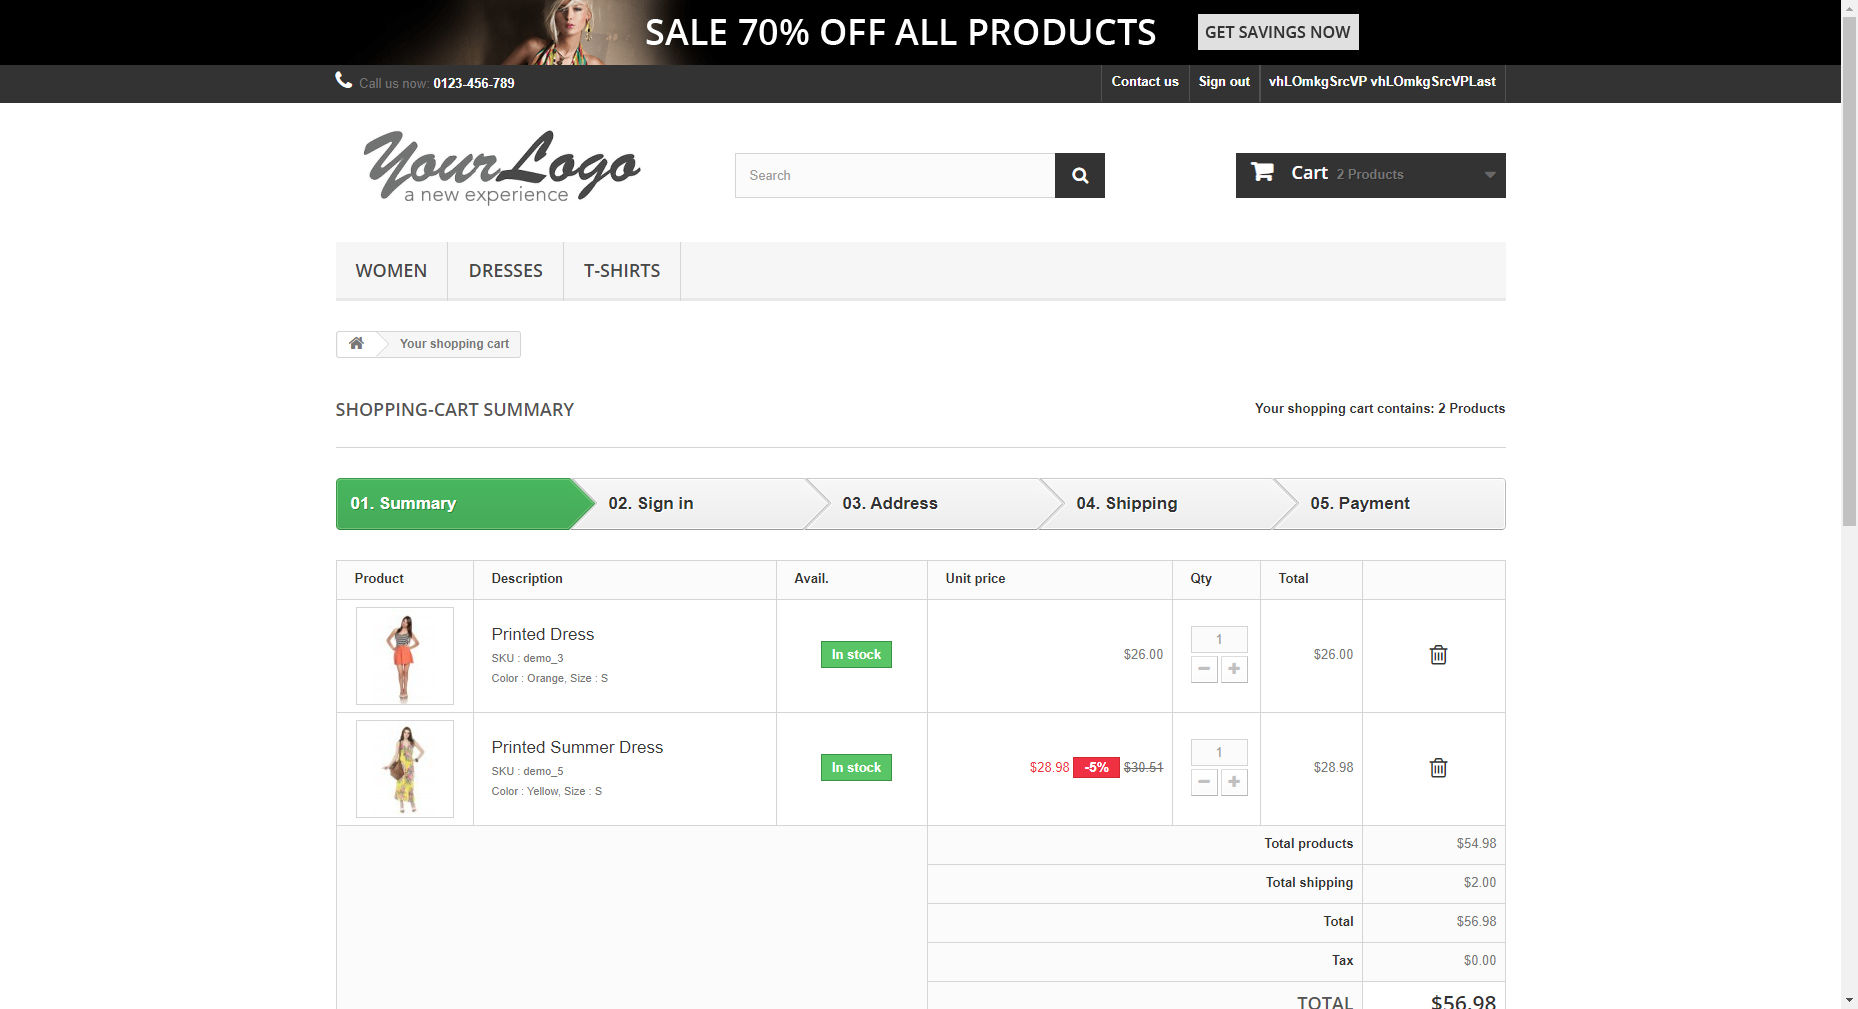 SALE 70% OFF ALL PRODUCTS GET SAVINGS NOW
Call us now: 0123-456-789 Contact us Sign out vhLOmkgSrcVP vhLOmkgSrcVPLast
YourLogo
a new experience
Search
Cart 2 Products
WOMEN DRESSES T-SHIRTS
Your shopping cart
SHOPPING-CART SUMMARY Your shopping cart contains: 2 Products
01. Summary 02. Sign in 03. Address 04. Shipping 05. Payment
Product Description Avail. Unit price Qty Total
Printed Dress
SKU : demo_3
Color : Orange, Size : S
In stock $26.00 1 $26.00
Printed Summer Dress
SKU : demo_5
Color : Yellow, Size : S
In stock $28.98 -5% $30.51 1 $28.98
Total products $54.98
Total shipping $2.00
Total $56.98
Tax $0.00
TOTAL $56.98